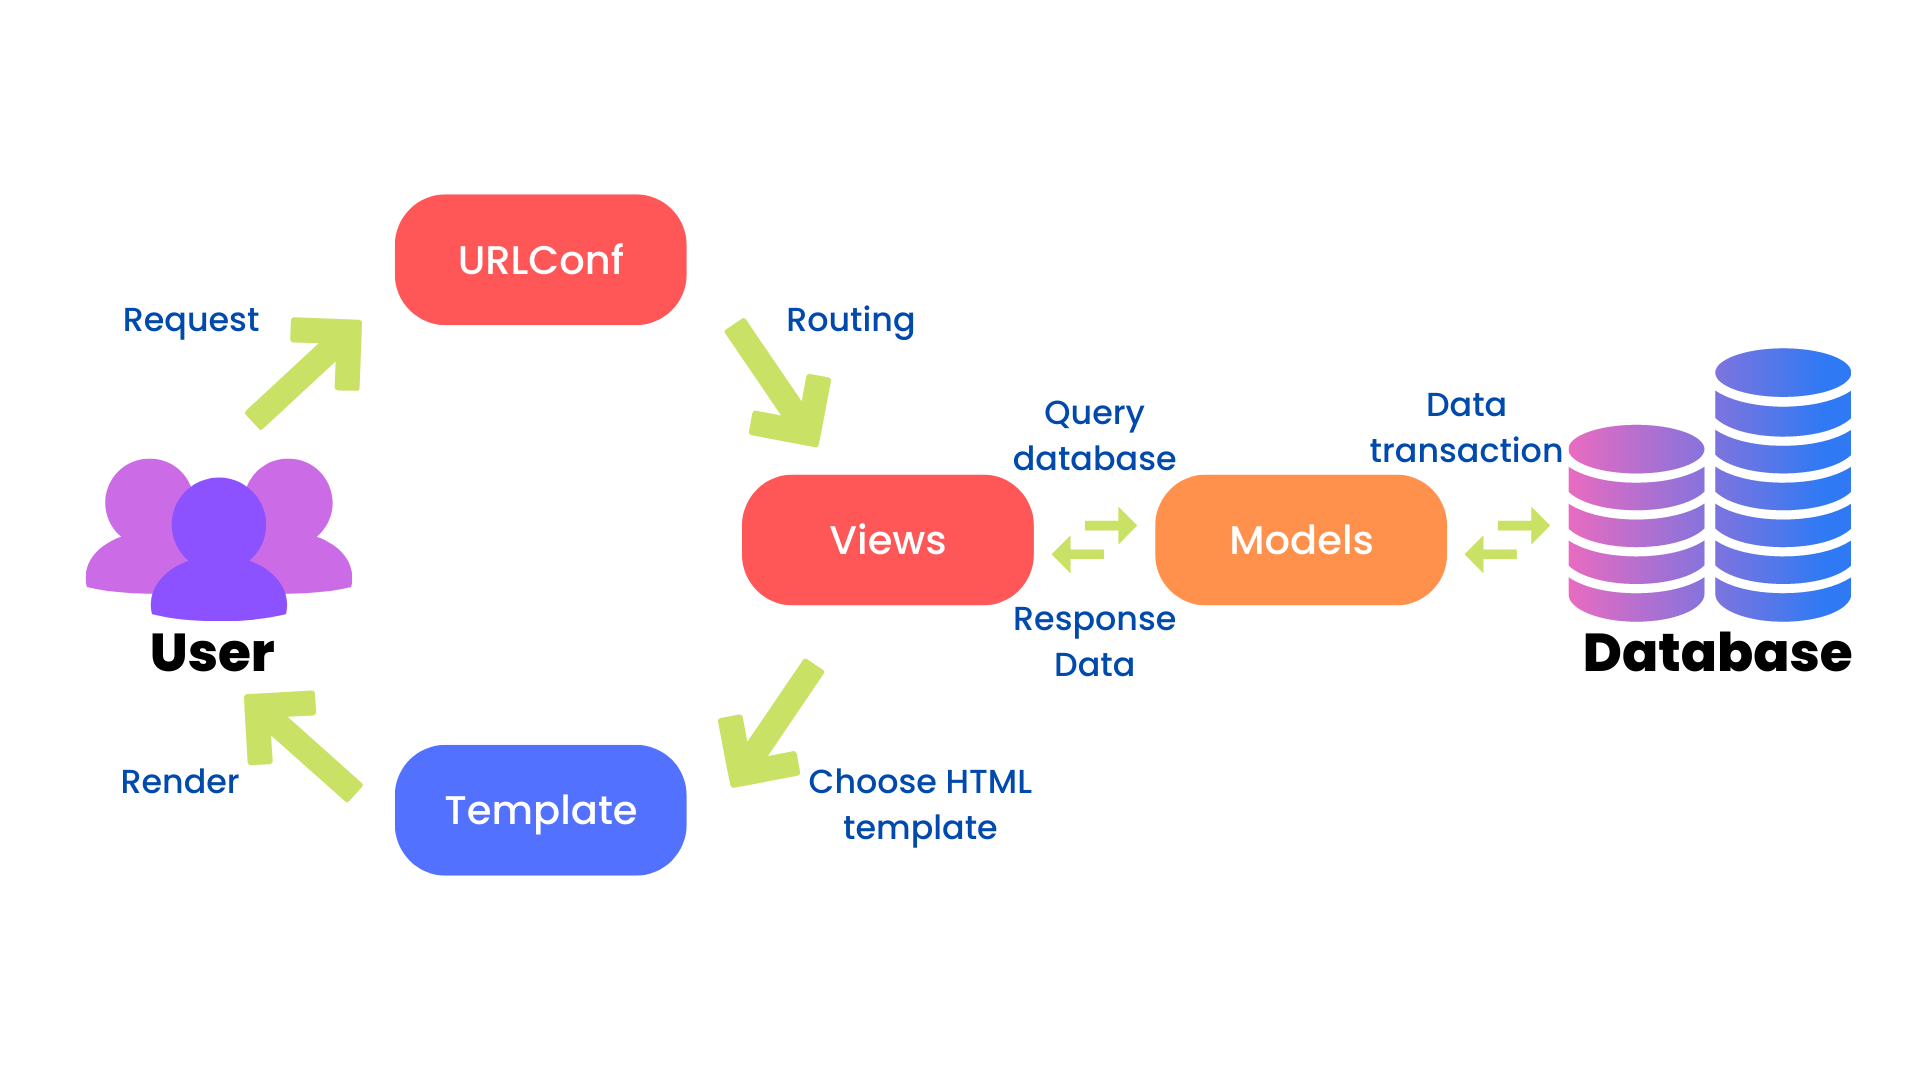 URLConf
Request
Routing
Query
database
Data
transaction
Views
Models
Response
Data
User
Database
Render
Template
Choose HTML
template